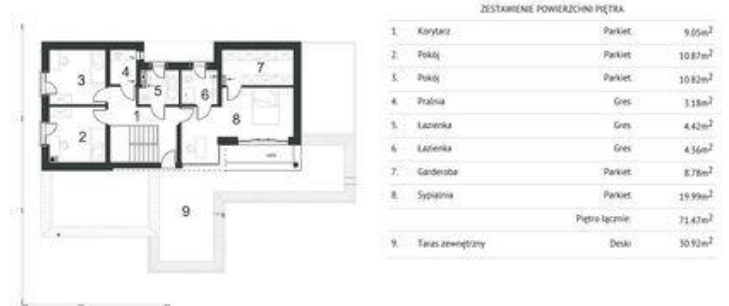 ZESTAWIENIE POWIERZCHNI PIĘTRA
1. Korytarz Parkiet 9.05m²
2. Pokój Parkiet 10.87m²
3. Pokój Parkiet 10.82m²
4. Pralnia Gres 3.18m²
5. Łazienka Gres 4.42m²
6. Łazienka Gres 4.36m²
7. Garderoba Parkiet 8.78m²
8. Sypialnia Parkiet 19.99m²
Piętro łącznie: 71.47m²
9. Taras zewnętrzny Deski 30.92m²
3
4
5
6
7
8
1
2
9